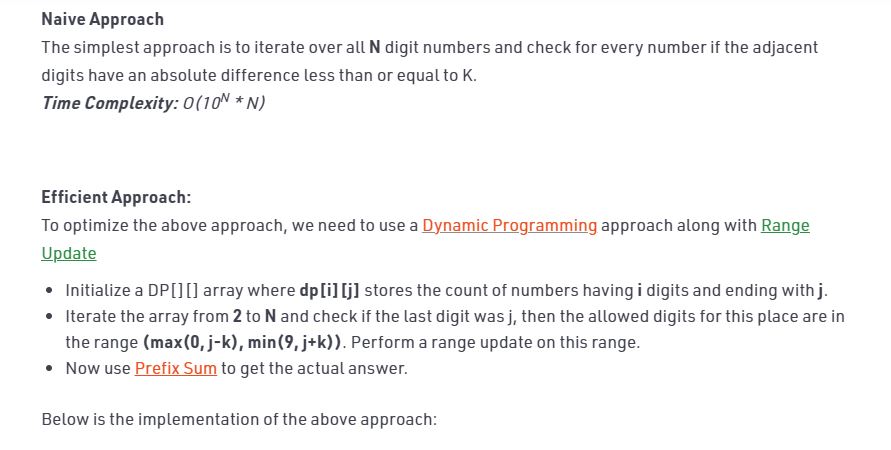 Naive Approach
The simplest approach is to iterate over all N digit numbers and check for every number if the adjacent
digits have an absolute difference less than or equal to K.
Time Complexity: O(10^N * N)
Efficient Approach:
To optimize the above approach, we need to use a Dynamic Programming approach along with Range
Update
• Initialize a DP[][] array where dp[i][j] stores the count of numbers having i digits and ending with j.
• Iterate the array from 2 to N and check if the last digit was j, then the allowed digits for this place are in
the range (max(0, j-k), min(9, j+k)). Perform a range update on this range.
• Now use Prefix Sum to get the actual answer.
Below is the implementation of the above approach: